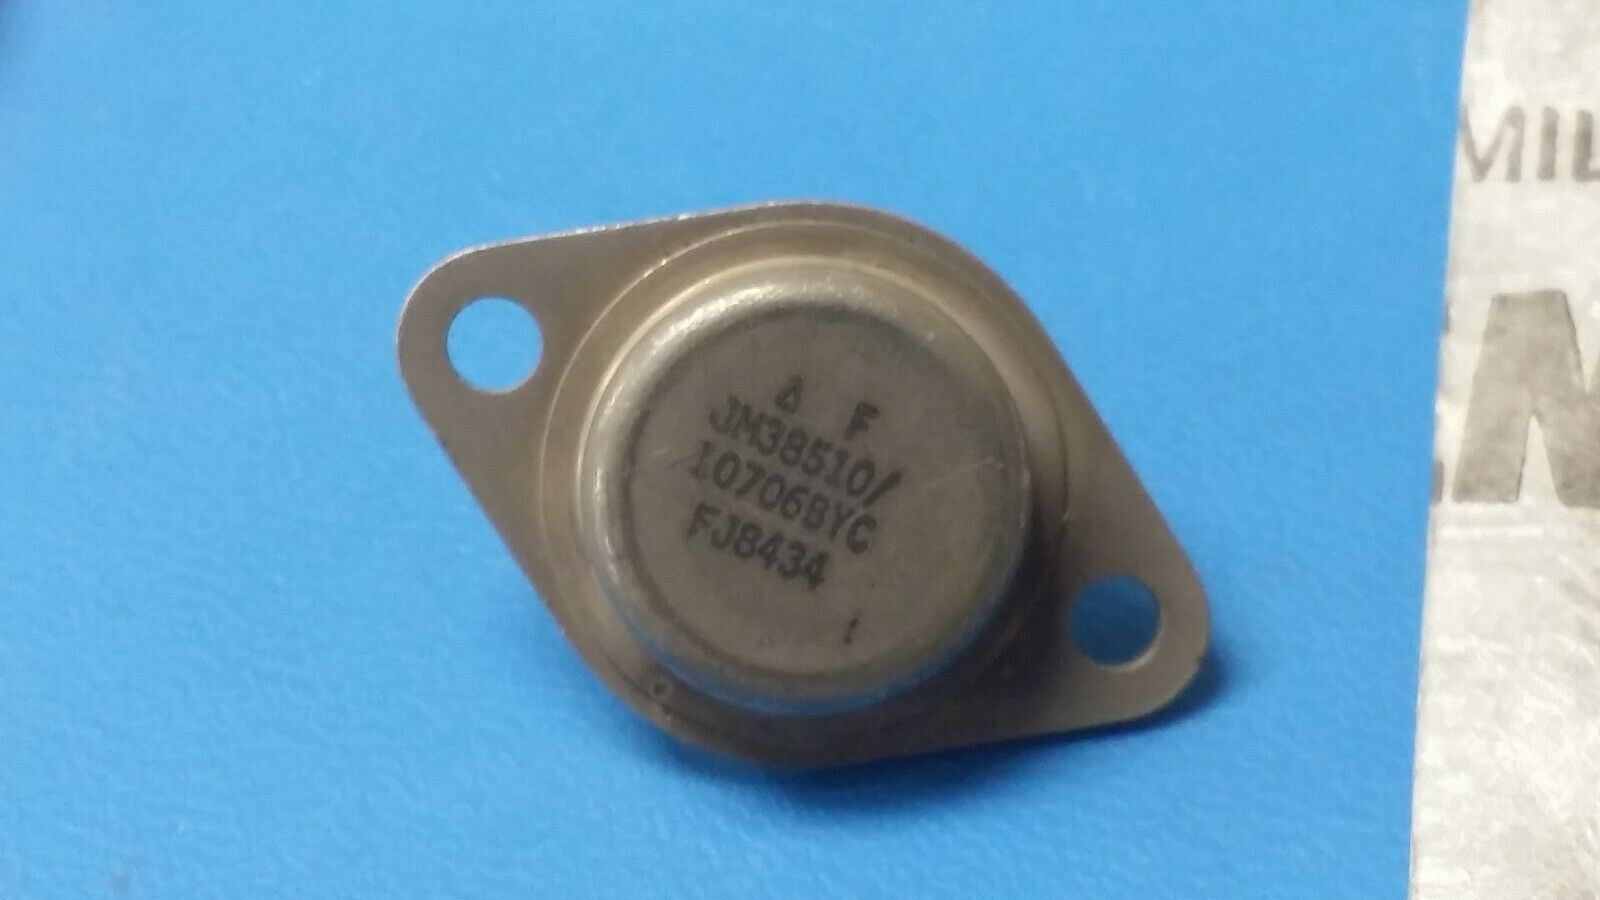 Δ F
JM38510/
10706BYC
FJ8434
MIL